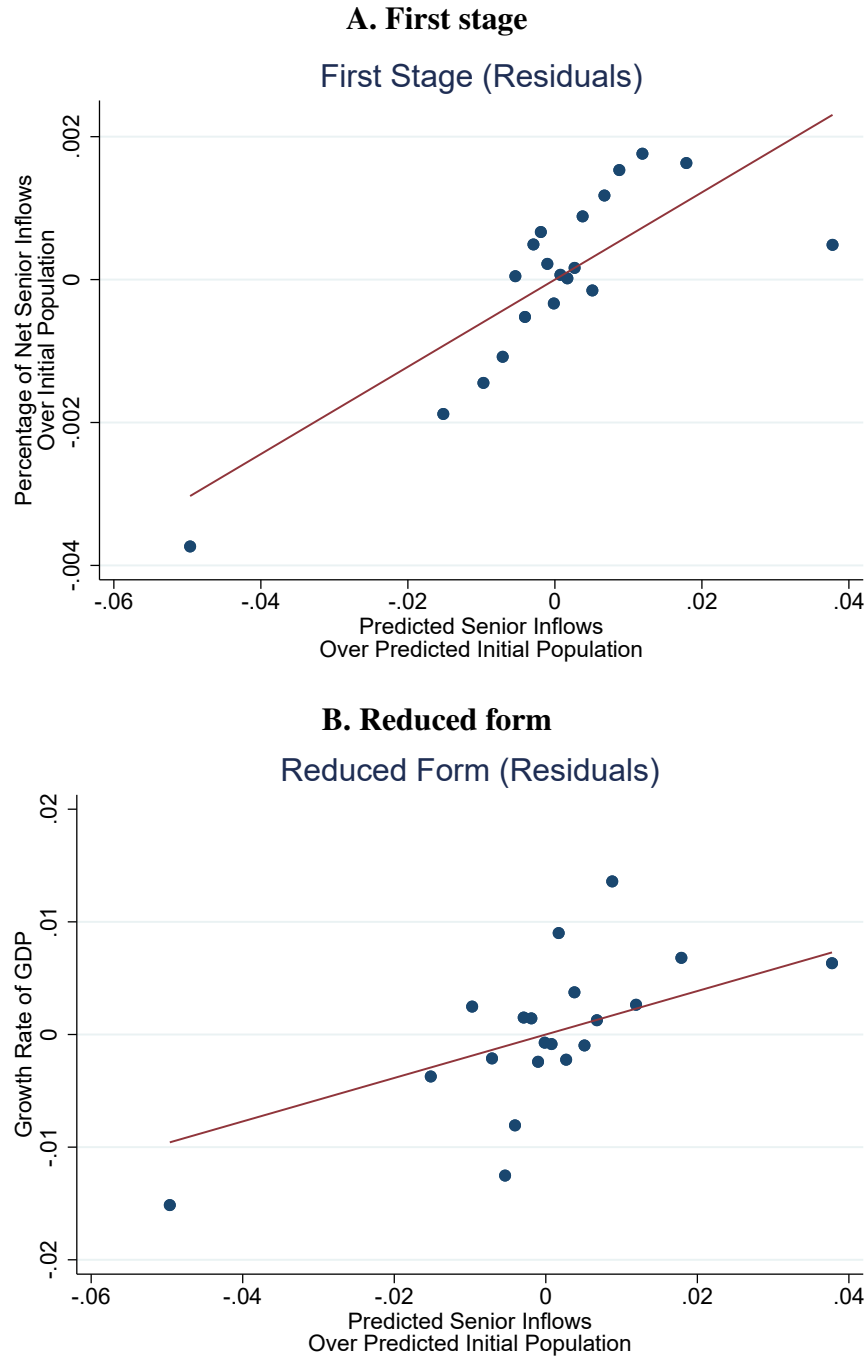 A. First stage
First Stage (Residuals)
Percentage of Net Senior Inflows
Over Initial Population
.002
0
-.002
-.004
-.06
-.04
-.02
0
.02
.04
Predicted Senior Inflows
Over Predicted Initial Population
B. Reduced form
Reduced Form (Residuals)
Growth Rate of GDP
.02
.01
0
-.01
-.02
-.06
-.04
-.02
0
.02
.04
Predicted Senior Inflows
Over Predicted Initial Population